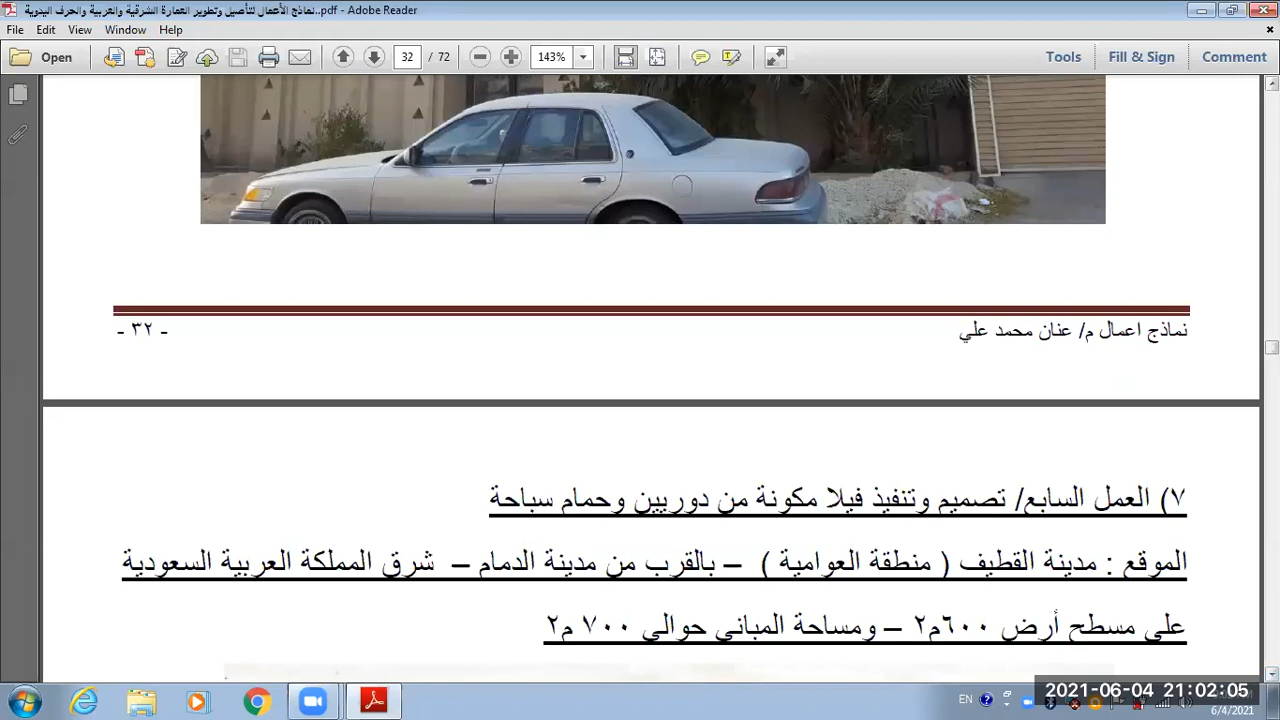 نماذج الأعمال لتأصيل وتطوير العمارة الشرقية والعربية والحرف اليدوية..pdf - Adobe Reader
File Edit View Window Help
Open 32 / 72 143% Tools Fill & Sign Comment
نماذج اعمال م/ عنان محمد علي
- ٣٢ -
٧) العمل السابع/ تصميم وتنفيذ فيلا مكونة من دوريين وحمام سباحة
الموقع : مدينة القطيف ( منطقة العوامية ) – بالقرب من مدينة الدمام – شرق المملكة العربية السعودية
علي مسطح أرض ٦٠٠م٢ – ومساحة المباني حوالي ٧٠٠ م٢
EN
2021-06-04 21:02:05
6/4/2021